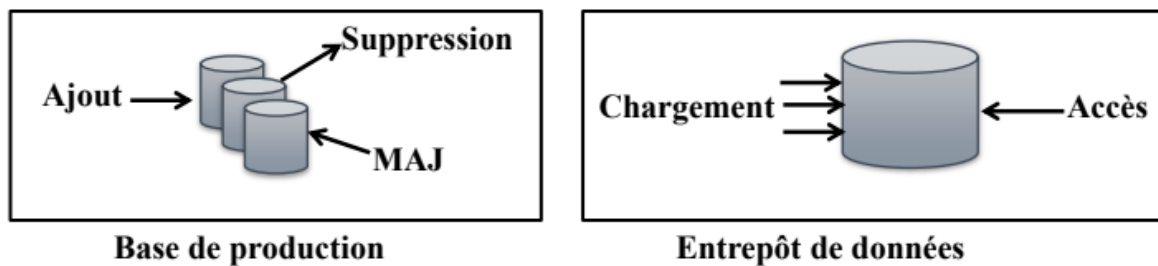 Suppression
Ajout
MAJ
Base de production
Chargement
Accès
Entrepôt de données